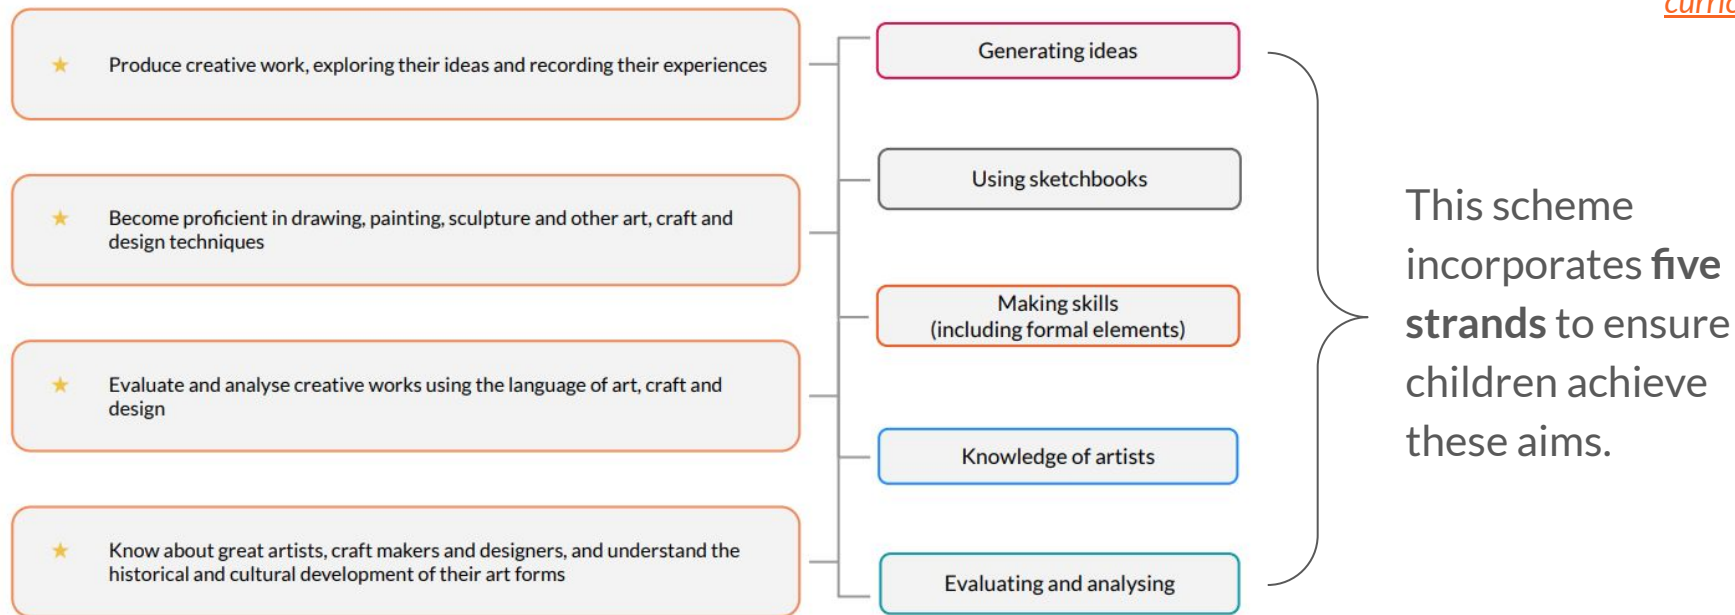 Produce creative work, exploring their ideas and recording their experiences
Become proficient in drawing, painting, sculpture and other art, craft and
design techniques
Evaluate and analyse creative works using the language of art, craft and
design
Know about great artists, craft makers and designers, and understand the
historical and cultural development of their art forms
Generating ideas
Using sketchbooks
Making skills
(including formal elements)
Knowledge of artists
Evaluating and analysing
This scheme
incorporates five
strands to ensure
children achieve
these aims.